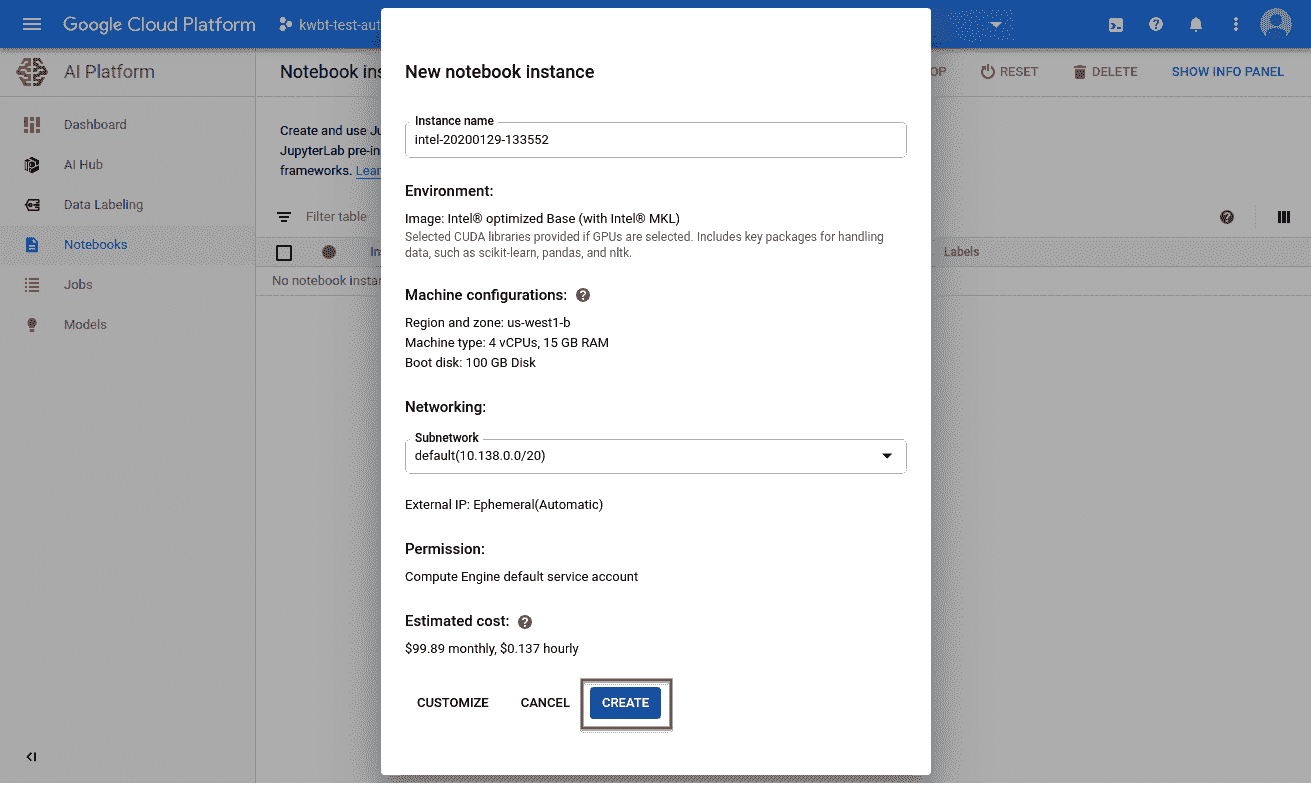 Google Cloud Platform
kwbt-test-aut
AI Platform
Notebook ins
OP
RESET
DELETE
SHOW INFO PANEL
Dashboard
AI Hub
Data Labeling
Notebooks
Jobs
Models
Create and use Ju
JupyterLab pre-in
frameworks. Lear
Filter table
In
Labels
No notebook instan
New notebook instance
Instance name
intel-20200129-133552
Environment:
Image: Intel® optimized Base (with Intel® MKL)
Selected CUDA libraries provided if GPUs are selected. Includes key packages for handling
data, such as scikit-learn, pandas, and nltk.
Machine configurations:
Region and zone: us-west1-b
Machine type: 4 vCPUs, 15 GB RAM
Boot disk: 100 GB Disk
Networking:
Subnetwork
default(10.138.0.0/20)
External IP: Ephemeral(Automatic)
Permission:
Compute Engine default service account
Estimated cost:
$99.89 monthly, $0.137 hourly
CUSTOMIZE
CANCEL
CREATE